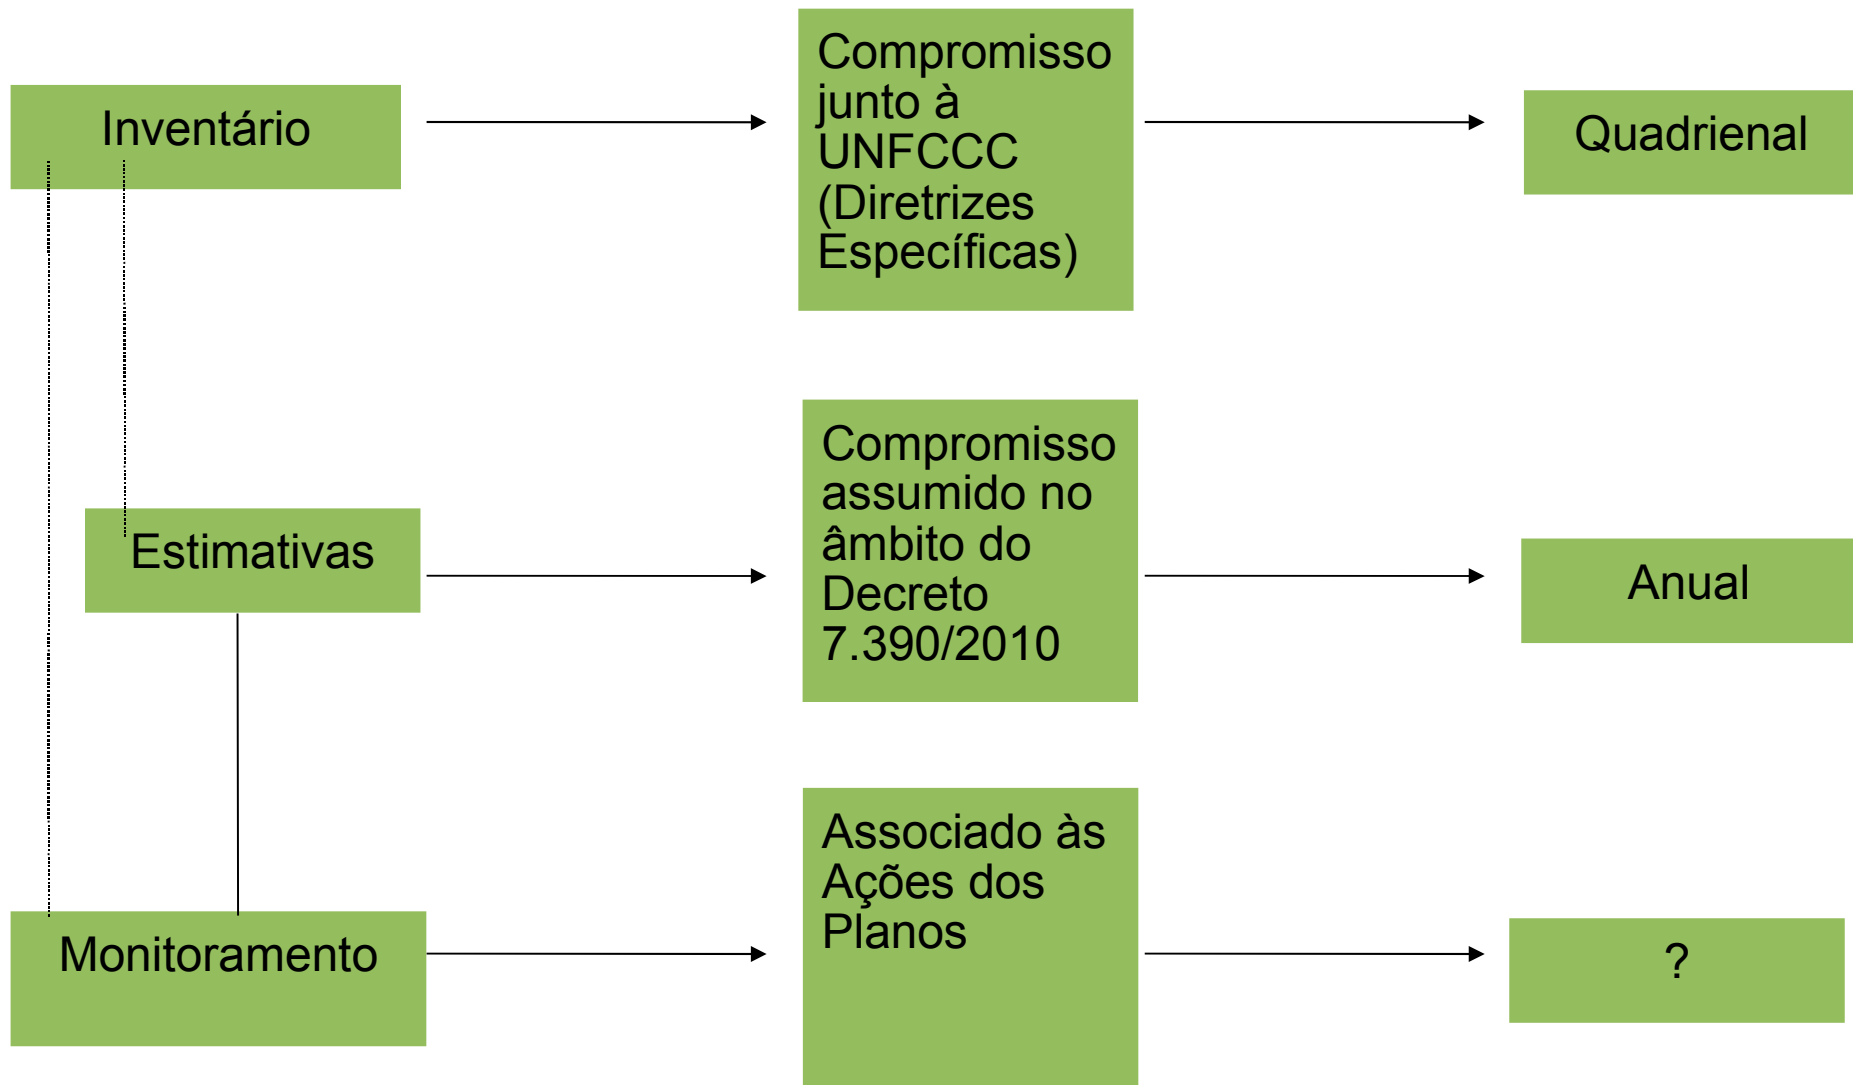 Inventário
Compromisso
junto à
UNFCCC
(Diretrizes
Específicas)
Quadrienal
Estimativas
Compromisso
assumido no
âmbito do
Decreto
7.390/2010
Anual
Monitoramento
Associado às
Ações dos
Planos
?